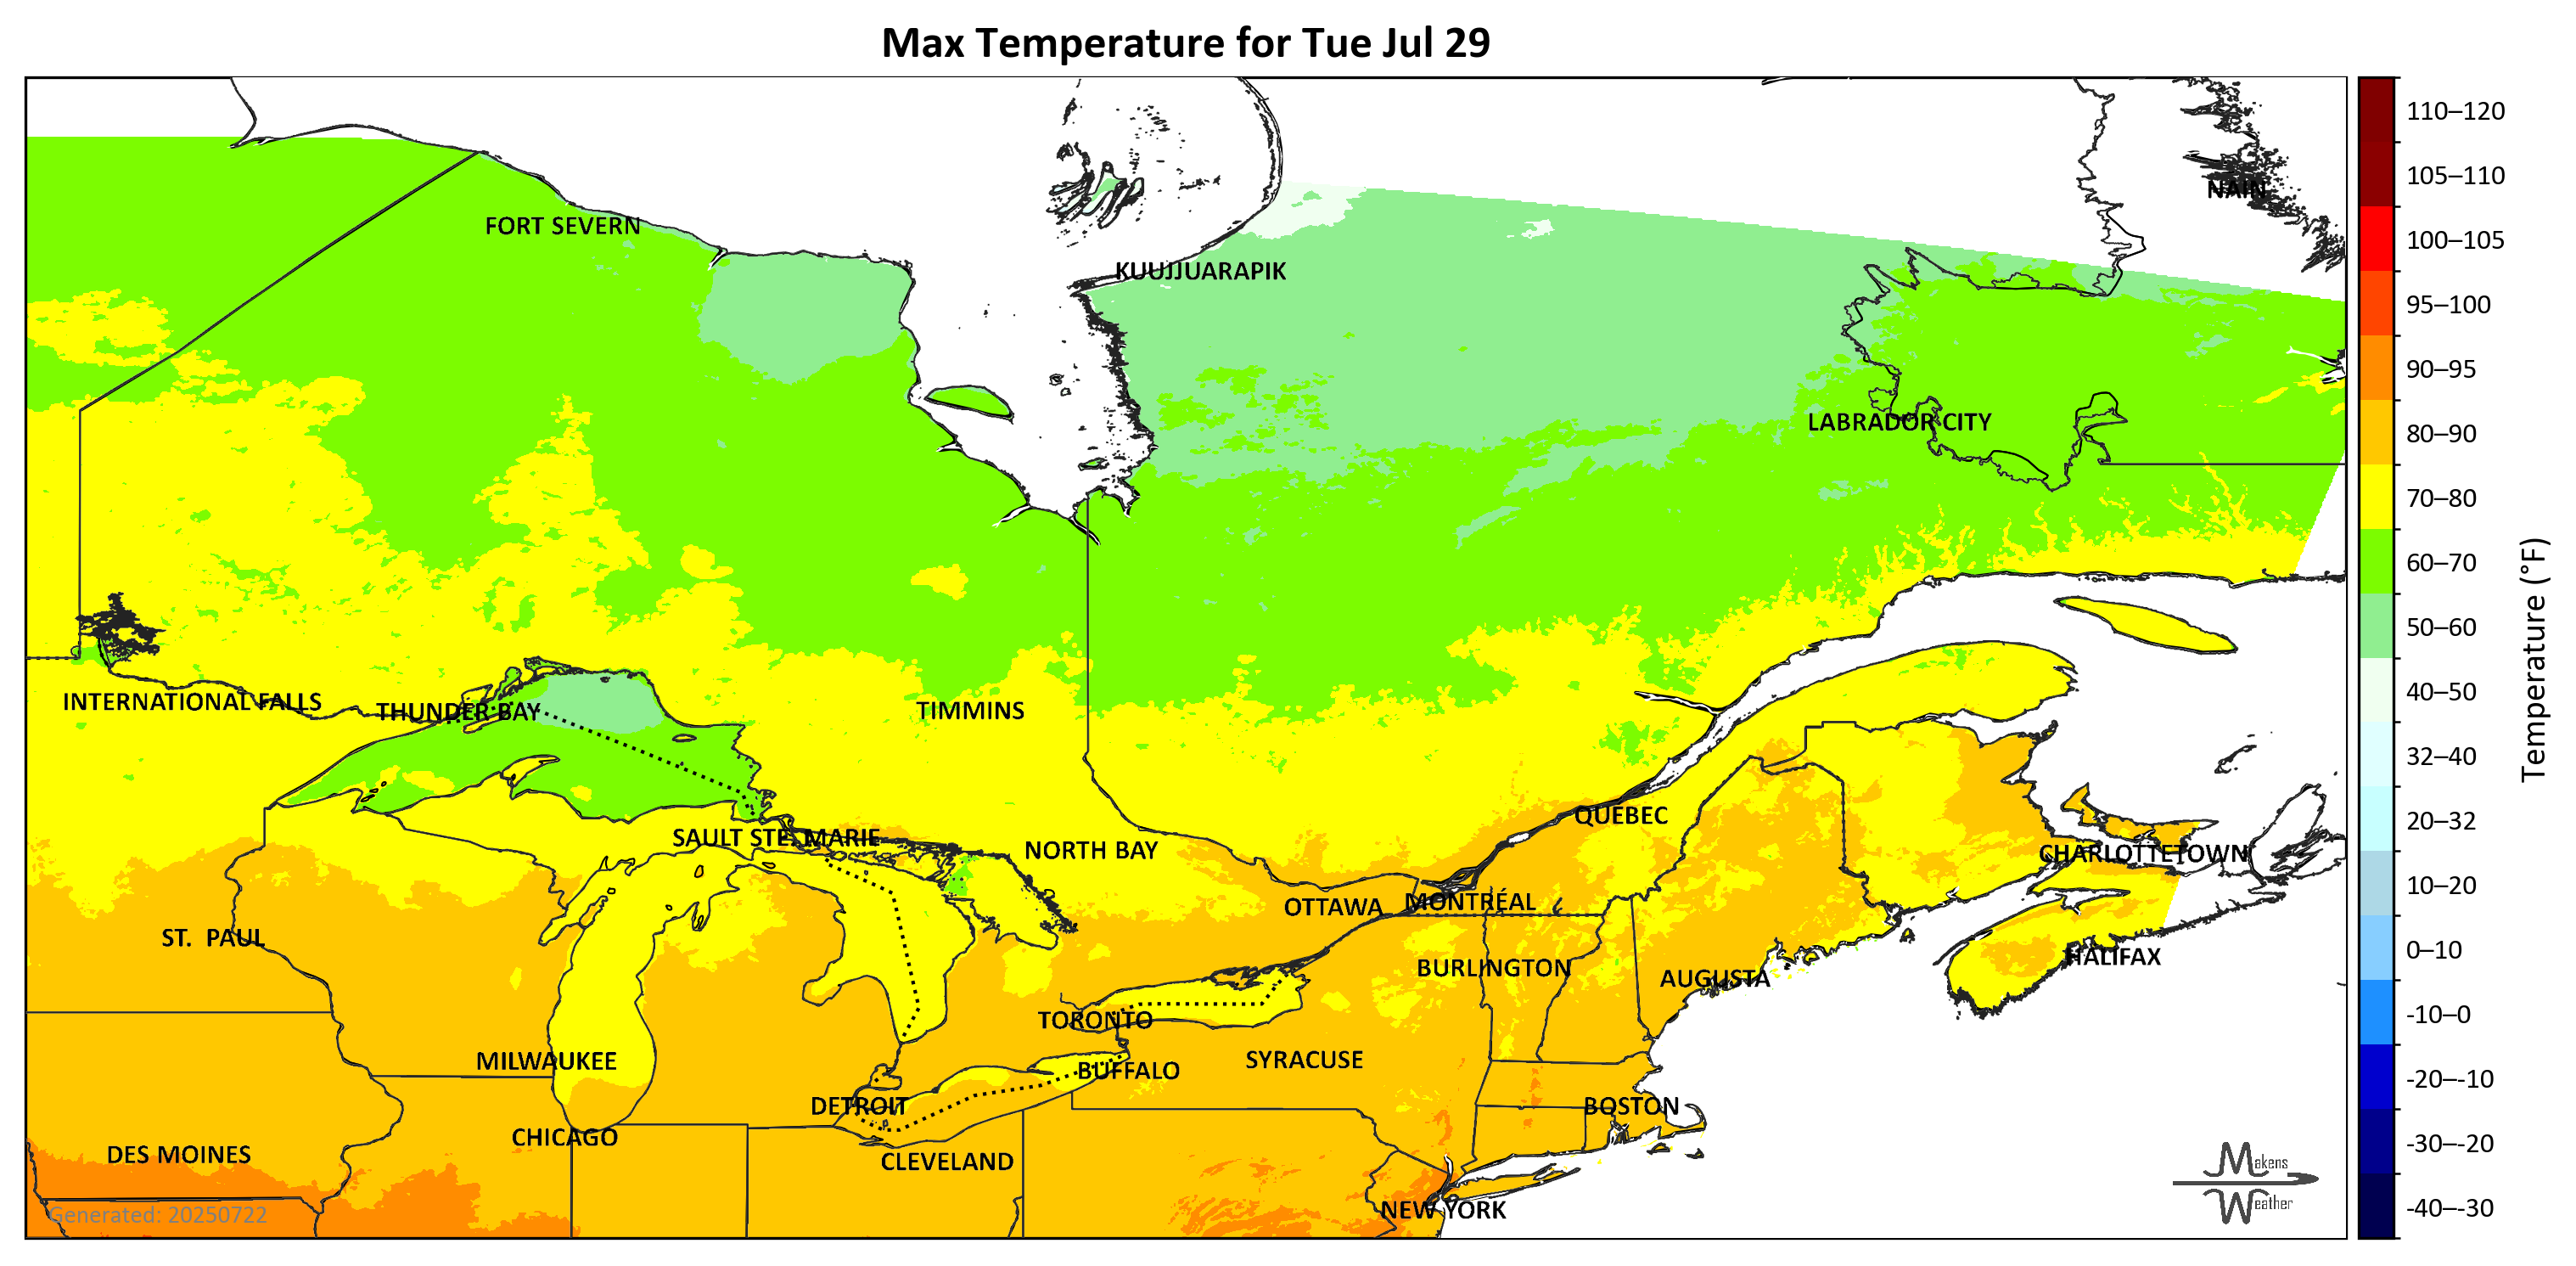 Max Temperature for Tue Jul 29
110–120
105–110
NAIN
FORT SEVERN
100–105
KUUJJUARAPIK
95–100
90–95
LABRADOR CITY
80–90
70–80
60–70
50–60
Temperature (°F)
40–50
INTERNATIONAL FALLS
THUNDER BAY
TIMMINS
32–40
QUEBEC
20–32
SAULT STE. MARIE
NORTH BAY
CHARLOTTETOWN
10–20
OTTAWA
MONTRÉAL
ST.  PAUL
0–10
HALIFAX
BURLINGTON
AUGUSTA
-10–0
TORONTO
MILWAUKEE
SYRACUSE
BUFFALO
-20–-10
DETROIT
BOSTON
CHICAGO
-30–-20
DES MOINES
CLEVELAND
Makens
Weather
NEW YORK
-40–-30
Generated: 20250722